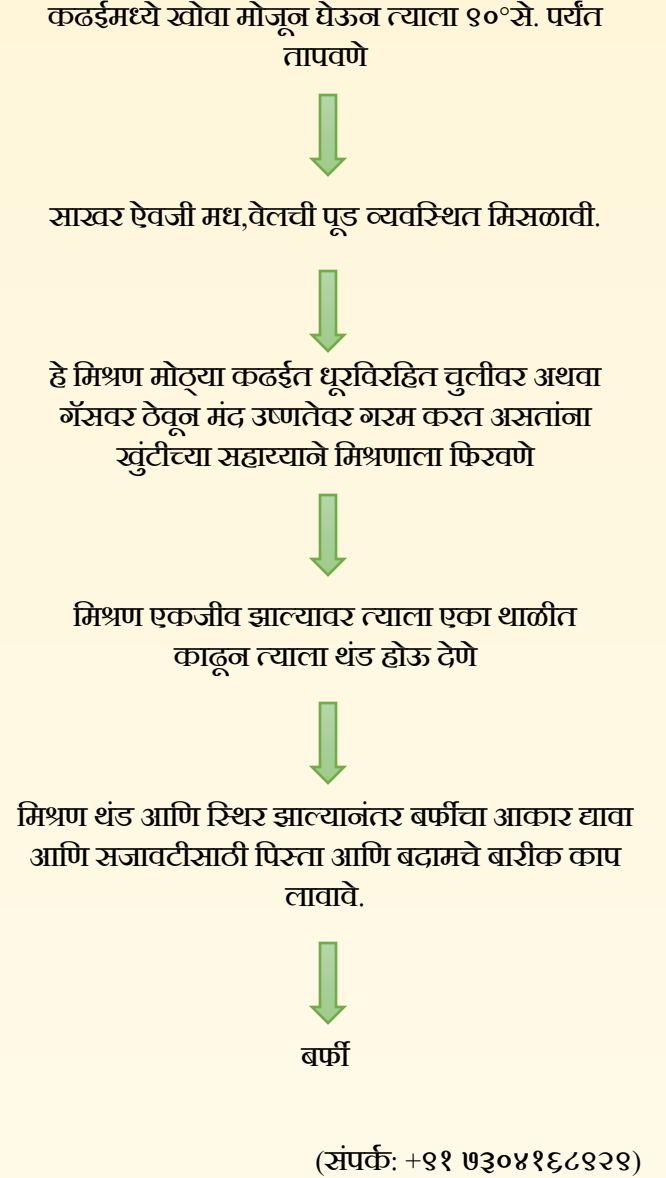 कढईमध्ये खोवा मोजून घेऊन त्याला ९०°से. पर्यंत
तापवणे
साखर ऐवजी मध,वेलची पूड व्यवस्थित मिसळावी.
हे मिश्रण मोठ्या कढईत धूरविरहित चुलीवर अथवा
गॅसवर ठेवून मंद उष्णतेवर गरम करत असतांना
खुंटीच्या सहाय्याने मिश्रणाला फिरवणे
मिश्रण एकजीव झाल्यावर त्याला एका थाळीत
काढून त्याला थंड होऊ देणे
मिश्रण थंड आणि स्थिर झाल्यानंतर बर्फीचा आकार द्यावा
आणि सजावटीसाठी पिस्ता आणि बदामचे बारीक काप
लावावे.
बर्फी
(संपर्क: +९१ ७३०४१६८९२९)